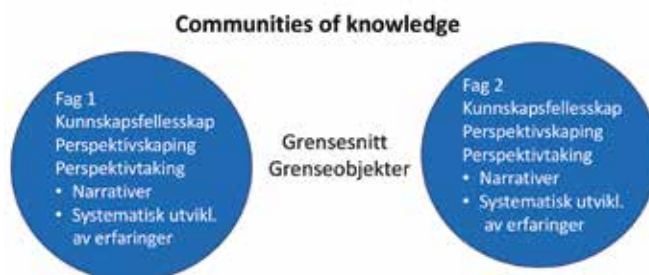 Communities of knowledge
Fag 1
Kunnskapsfellesskap
Perspektivskaping
Perspektivtaking
• Narrativer
• Systematisk utvikl.
av erfaringer
Grensesnitt
Grenseobjekter
Fag 2
Kunnskapsfellesskap
Perspektivskaping
Perspektivtaking
• Narrativer
• Systematisk utvikl.
av erfaringer